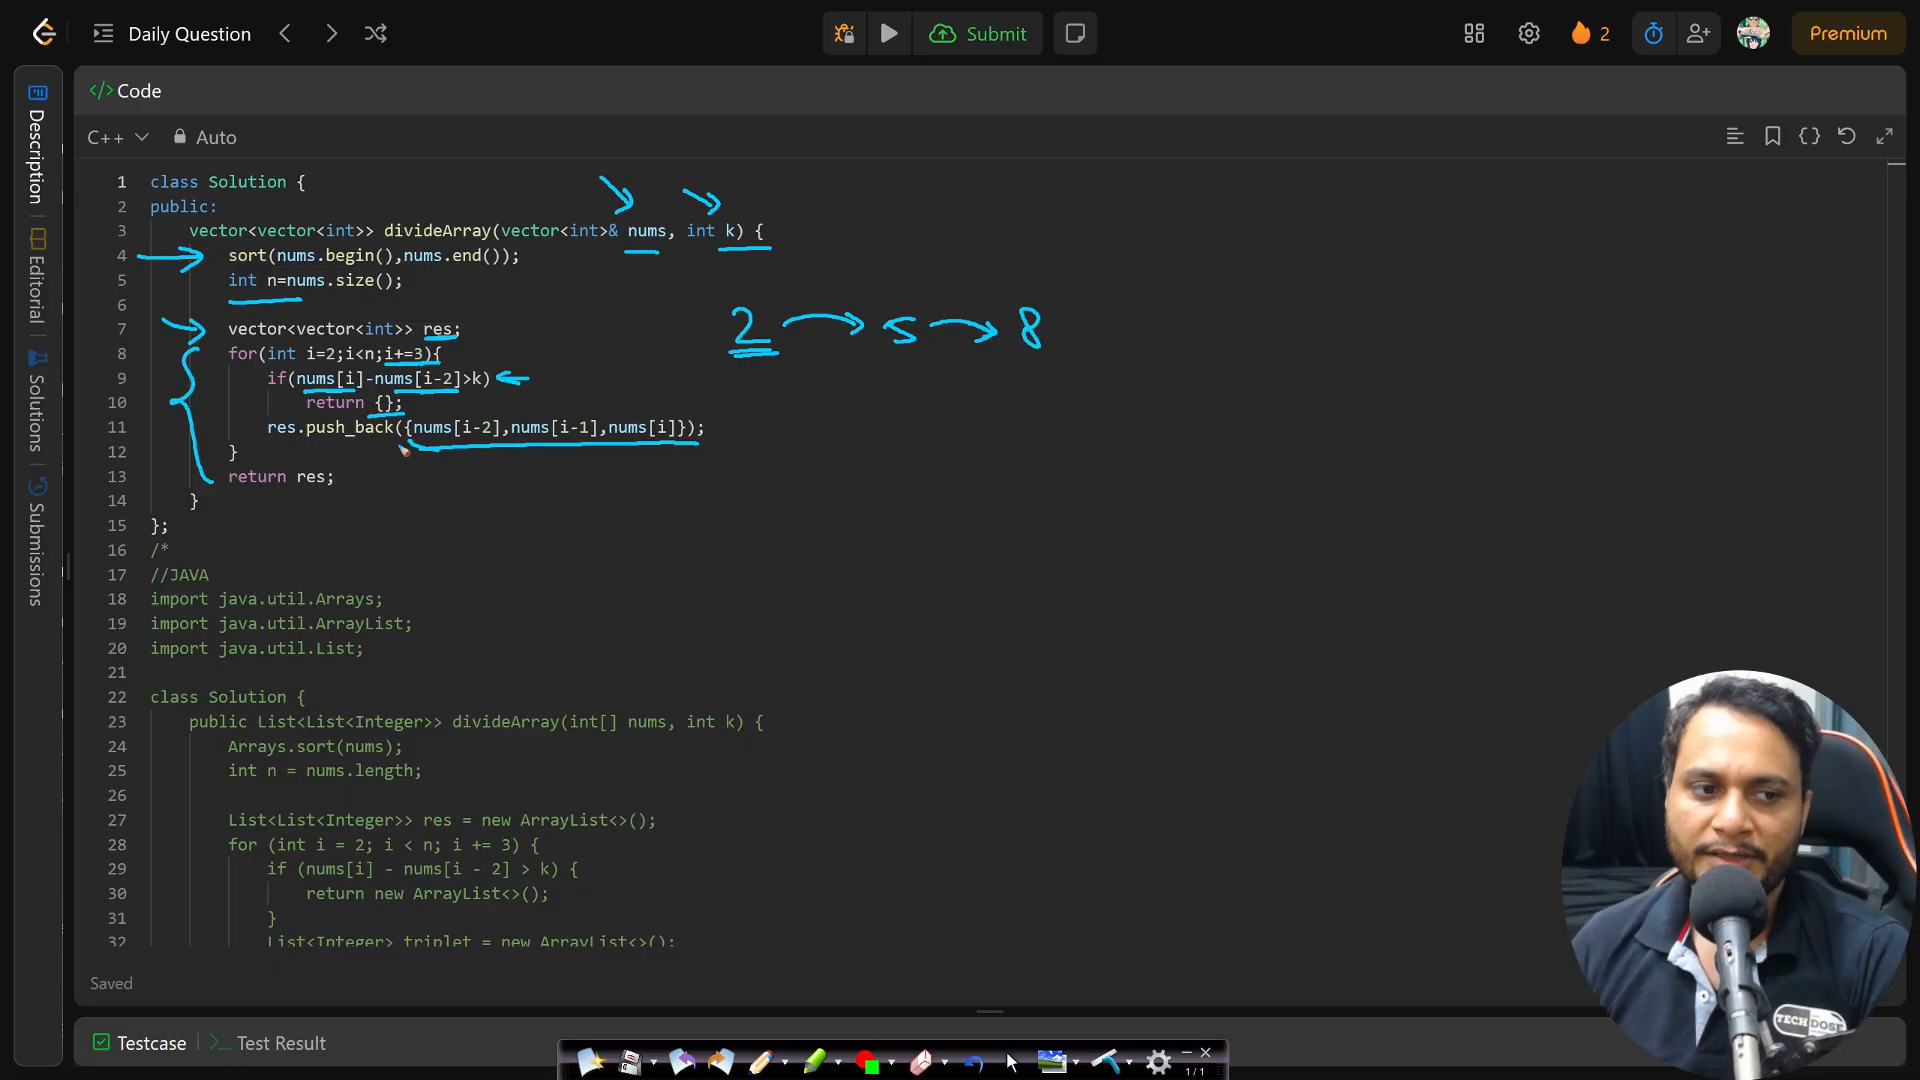 Daily Question
Submit
2
Premium
Description
Editorial
Solutions
Submissions
</> Code
C++
Auto
1 class Solution {
2 public:
3 vector<vector<int>> divideArray(vector<int>& nums, int k) {
4 sort(nums.begin(),nums.end());
5 int n=nums.size();
6
7 vector<vector<int>> res;
8 for(int i=2;i<n;i+=3){
9 if(nums[i]-nums[i-2]>k)
10 return {};
11 res.push_back({nums[i-2],nums[i-1],nums[i]});
12 }
13 return res;
14 }
15 };
16 /*
17 //JAVA
18 import java.util.Arrays;
19 import java.util.ArrayList;
20 import java.util.List;
21
22 class Solution {
23 public List<List<Integer>> divideArray(int[] nums, int k) {
24 Arrays.sort(nums);
25 int n = nums.length;
26
27 List<List<Integer>> res = new ArrayList<>();
28 for (int i = 2; i < n; i += 3) {
29 if (nums[i] - nums[i - 2] > k) {
30 return new ArrayList<>();
31 }
32 List<Integer> triplet = new ArrayList<>();
2 5 8
Saved
TECH DOSE
Testcase
Test Result
1/1